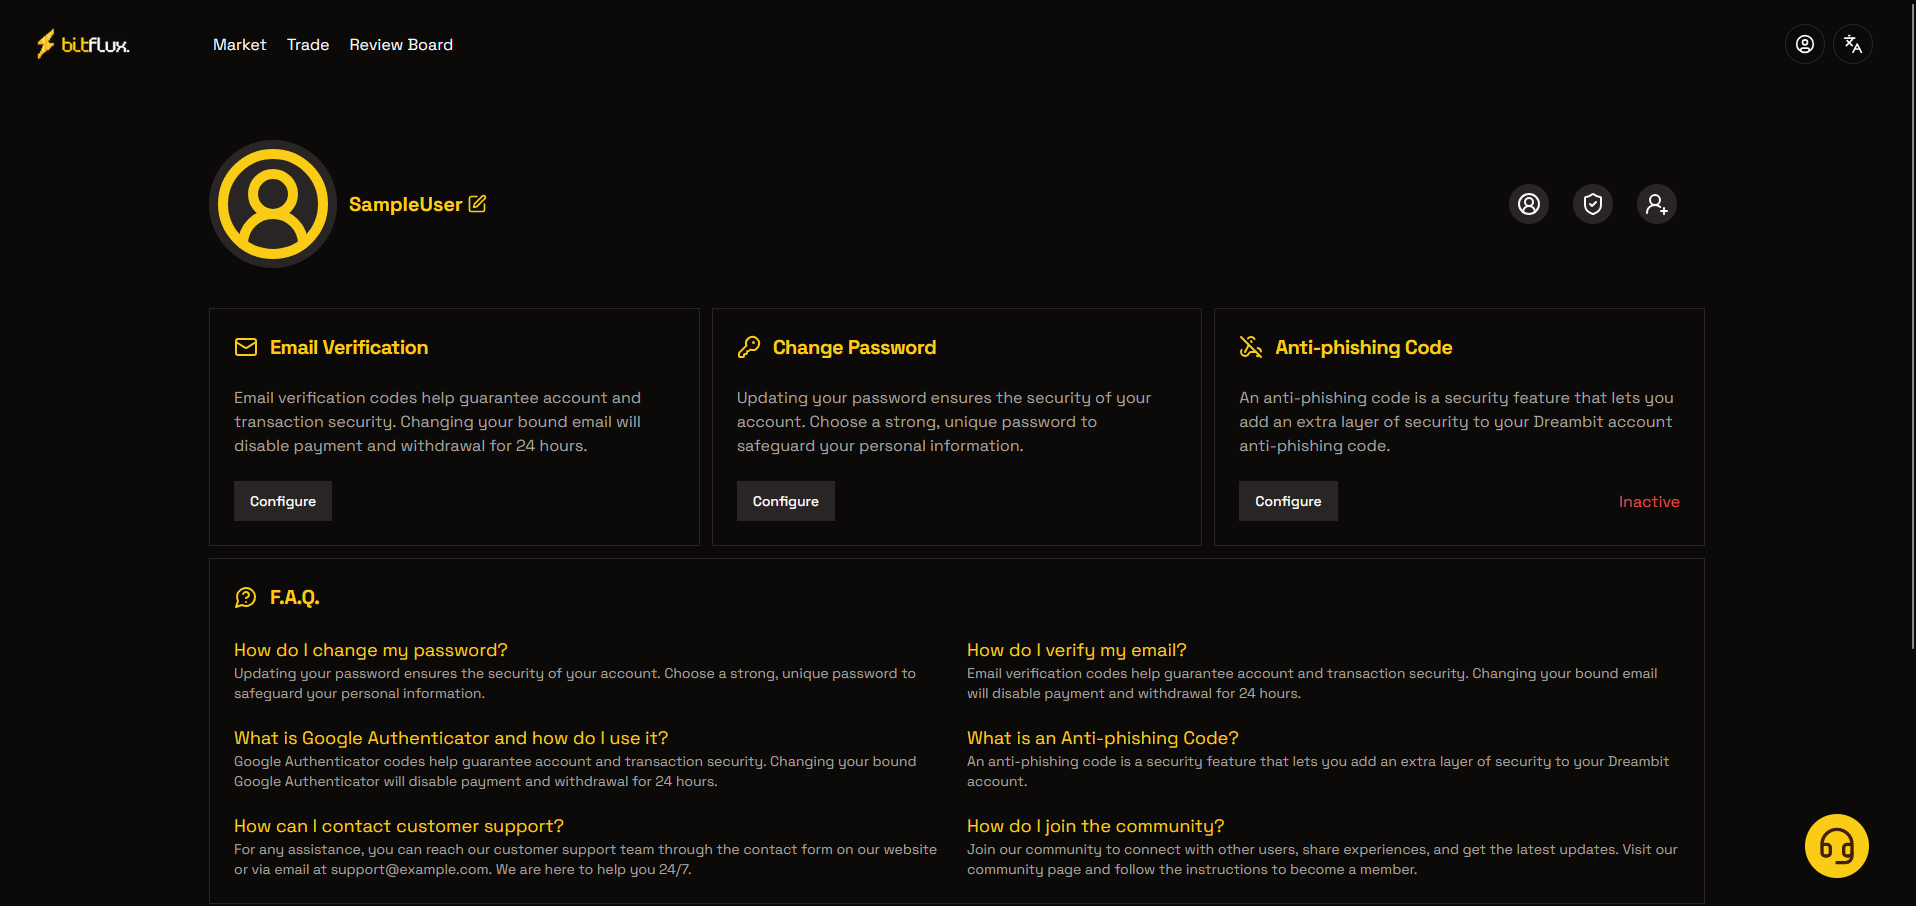 bitflux.
Market Trade Review Board
SampleUser
Email Verification
Email verification codes help guarantee account and
transaction security. Changing your bound email will
disable payment and withdrawal for 24 hours.
Configure
Change Password
Updating your password ensures the security of your
account. Choose a strong, unique password to
safeguard your personal information.
Configure
Anti-phishing Code
An anti-phishing code is a security feature that lets you
add an extra layer of security to your Dreambit account
anti-phishing code.
Configure
Inactive
F.A.Q.
How do I change my password?
Updating your password ensures the security of your account. Choose a strong, unique password to
safeguard your personal information.
How do I verify my email?
Email verification codes help guarantee account and transaction security. Changing your bound email
will disable payment and withdrawal for 24 hours.
What is Google Authenticator and how do I use it?
Google Authenticator codes help guarantee account and transaction security. Changing your bound
Google Authenticator will disable payment and withdrawal for 24 hours.
What is an Anti-phishing Code?
An anti-phishing code is a security feature that lets you add an extra layer of security to your Dreambit
account.
How can I contact customer support?
For any assistance, you can reach our customer support team through the contact form on our website
or via email at support@example.com. We are here to help you 24/7.
How do I join the community?
Join our community to connect with other users, share experiences, and get the latest updates. Visit our
community page and follow the instructions to become a member.